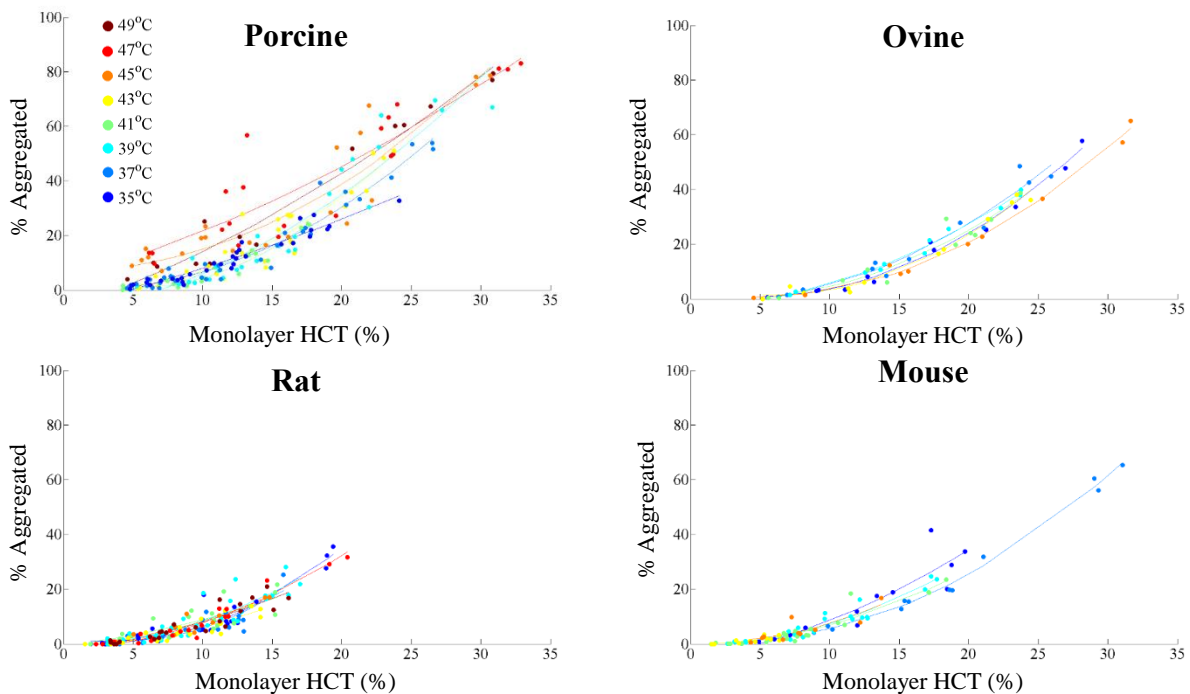 Porcine
% Aggregated
100
80
60
40
20
0
49°C
47°C
45°C
43°C
41°C
39°C
37°C
35°C
0 5 10 15 20 25 30 35
Monolayer HCT (%)
Ovine
% Aggregated
100
80
60
40
20
0
0 5 10 15 20 25 30 35
Monolayer HCT (%)
Rat
% Aggregated
100
80
60
40
20
0
0 5 10 15 20 25 30 35
Monolayer HCT (%)
Mouse
% Aggregated
100
80
60
40
20
0
0 5 10 15 20 25 30 35
Monolayer HCT (%)